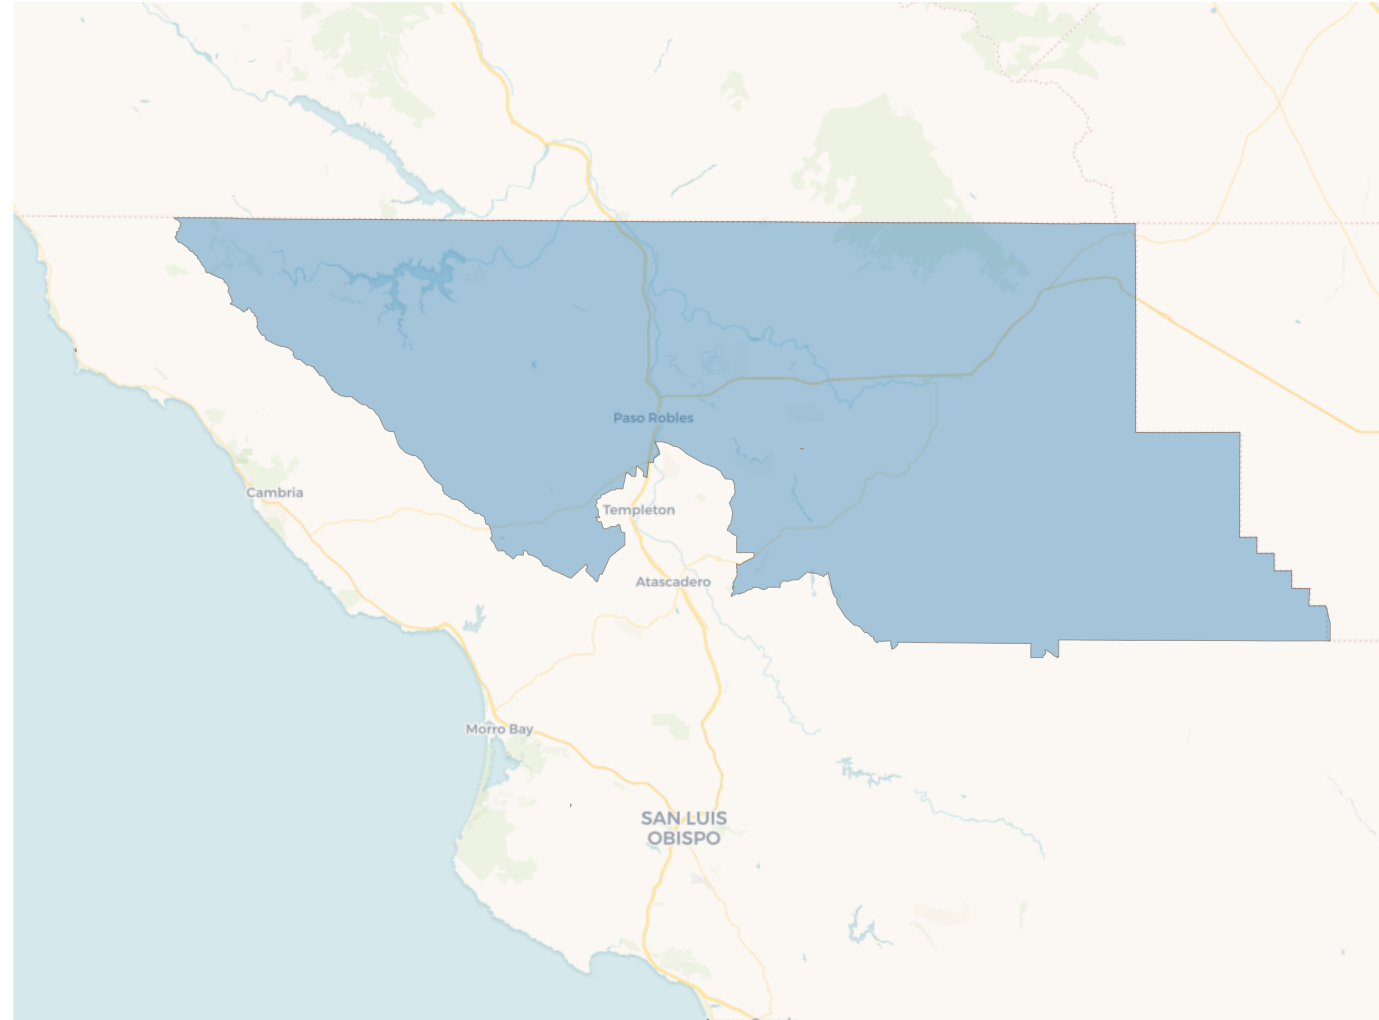 Paso Robles
Cambria
Templeton
Atascadero
Morro Bay
SAN LUIS
OBISPO